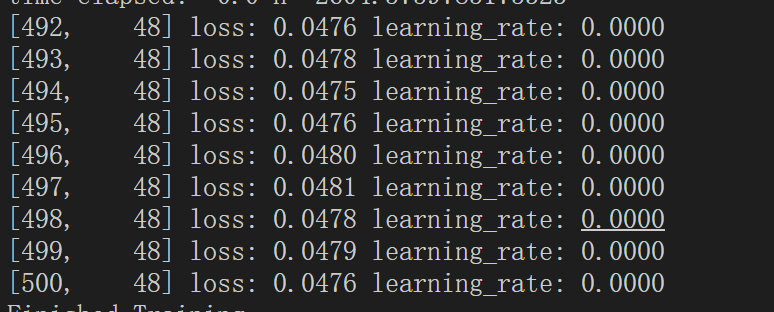 [492,    48] loss: 0.0476 learning_rate: 0.0000
[493,    48] loss: 0.0478 learning_rate: 0.0000
[494,    48] loss: 0.0475 learning_rate: 0.0000
[495,    48] loss: 0.0476 learning_rate: 0.0000
[496,    48] loss: 0.0480 learning_rate: 0.0000
[497,    48] loss: 0.0481 learning_rate: 0.0000
[498,    48] loss: 0.0478 learning_rate: 0.0000
[499,    48] loss: 0.0479 learning_rate: 0.0000
[500,    48] loss: 0.0476 learning_rate: 0.0000
Finished Training